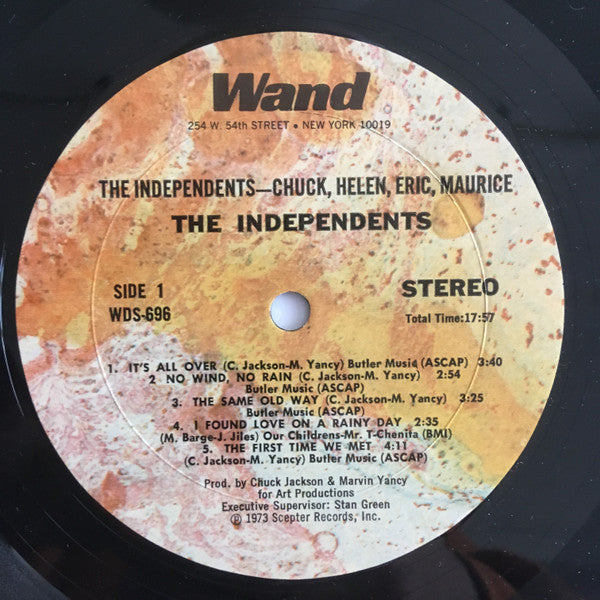 Wand
254 W. 54th STREET • NEW YORK 10019
THE INDEPENDENTS—CHUCK, HELEN, ERIC, MAURICE
THE INDEPENDENTS
SIDE 1
WDS-696
STEREO
Total Time:17:57
1. IT'S ALL OVER (C. Jackson-M. Yancy) Butler Music (ASCAP) 3:40
2 NO WIND, NO RAIN (C. Jackson-M. Yancy) 2:54
Butler Music (ASCAP)
3. THE SAME OLD WAY (C. Jackson-M. Yancy) 3:25
Butler Music (ASCAP)
4. I FOUND LOVE ON A RAINY DAY 2:35
(M. Barge-J. Jiles) Our Childrens-Mr. T-Chenita (BMI)
5. THE FIRST TIME WE MET 4:11
(C. Jackson-M. Yancy) Butler Music (ASCAP)
Prod. by Chuck Jackson & Marvin Yancy
for Art Productions
Executive Supervisor: Stan Green
℗ 1973 Scepter Records, Inc.